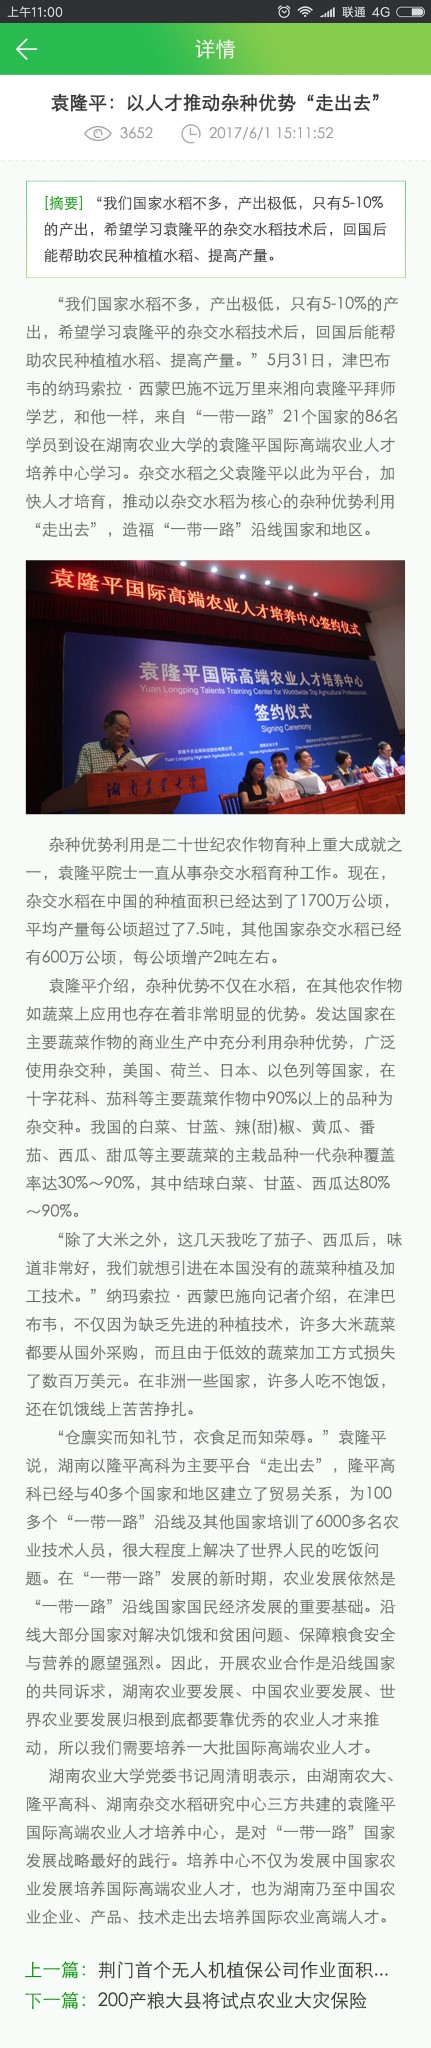 上午11:00 联通 4G
详情
袁隆平：以人才推动杂种优势“走出去”
3652 2017/6/1 15:11:52
[摘要] “我们国家水稻不多，产出极低，只有5-10%
的产出，希望学习袁隆平的杂交水稻技术后，回国后
能帮助农民种植植水稻、提高产量。
“我们国家水稻不多，产出极低，只有5-10%的产
出，希望学习袁隆平的杂交水稻技术后，回国后能帮
助农民种植植水稻、提高产量。”5月31日，津巴布
韦的纳玛索拉·西蒙巴施不远万里来湘向袁隆平拜师
学艺，和他一样，来自“一带一路”21个国家的86名
学员到设在湖南农业大学的袁隆平国际高端农业人才
培养中心学习。杂交水稻之父袁隆平以此为平台，加
快人才培育，推动以杂交水稻为核心的杂种优势利用
“走出去”，造福“一带一路”沿线国家和地区。
袁隆平国际高端农业人才培养中心签约仪式
袁隆平国际高端农业人才培养中心
Yuan Longping Talents Training Center for Worldwide Top Agricultural Professionals
签约仪式
Signing Ceremony
湖南农业大学
杂种优势利用是二十世纪农作物育种上重大成就之
一，袁隆平院士一直从事杂交水稻育种工作。现在，
杂交水稻在中国的种植面积已经达到了1700万公顷，
平均产量每公顷超过了7.5吨，其他国家杂交水稻已经
有600万公顷，每公顷增产2吨左右。
袁隆平介绍，杂种优势不仅在水稻，在其他农作物
如蔬菜上应用也存在着非常明显的优势。发达国家在
主要蔬菜作物的商业生产中充分利用杂种优势，广泛
使用杂交种，美国、荷兰、日本、以色列等国家，在
十字花科、茄科等主要蔬菜作物中90%以上的品种为
杂交种。我国的白菜、甘蓝、辣(甜)椒、黄瓜、番
茄、西瓜、甜瓜等主要蔬菜的主栽品种一代杂种覆盖
率达30%～90%，其中结球白菜、甘蓝、西瓜达80%
～90%。
“除了大米之外，这几天我吃了茄子、西瓜后，味
道非常好，我们就想引进在本国没有的蔬菜种植及加
工技术。”纳玛索拉·西蒙巴施向记者介绍，在津巴
布韦，不仅因为缺乏先进的种植技术，许多大米蔬菜
都要从国外采购，而且由于低效的蔬菜加工方式损失
了数百万美元。在非洲一些国家，许多人吃不饱饭，
还在饥饿线上苦苦挣扎。
“仓廪实而知礼节，衣食足而知荣辱。”袁隆平
说，湖南以隆平高科为主要平台“走出去”，隆平高
科已经与40多个国家和地区建立了贸易关系，为100
多个“一带一路”沿线及其他国家培训了6000多名农
业技术人员，很大程度上解决了世界人民的吃饭问
题。在“一带一路”发展的新时期，农业发展依然是
“一带一路”沿线国家国民经济发展的重要基础。沿
线大部分国家对解决饥饿和贫困问题、保障粮食安全
与营养的愿望强烈。因此，开展农业合作是沿线国家
的共同诉求，湖南农业要发展、中国农业要发展、世
界农业要发展归根到底都要靠优秀的农业人才来推
动，所以我们需要培养一大批国际高端农业人才。
湖南农业大学党委书记周清明表示，由湖南农大、
隆平高科、湖南杂交水稻研究中心三方共建的袁隆平
国际高端农业人才培养中心，是对“一带一路”国家
发展战略最好的践行。培养中心不仅为发展中国家农
业发展培养国际高端农业人才，也为湖南乃至中国农
业企业、产品、技术走出去培养国际农业高端人才。
上一篇：荆门首个无人机植保公司作业面积...
下一篇：200产粮大县将试点农业大灾保险